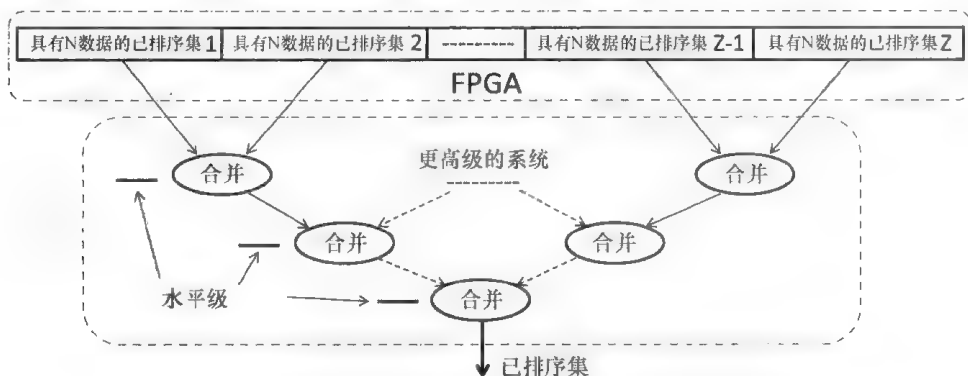 具有N数据的已排序集1 具有N数据的已排序集2 具有N数据的已排序集Z-1 具有N数据的已排序集Z
FPGA
更高级的系统
合并 合并
合并 合并
水平级 合并
已排序集